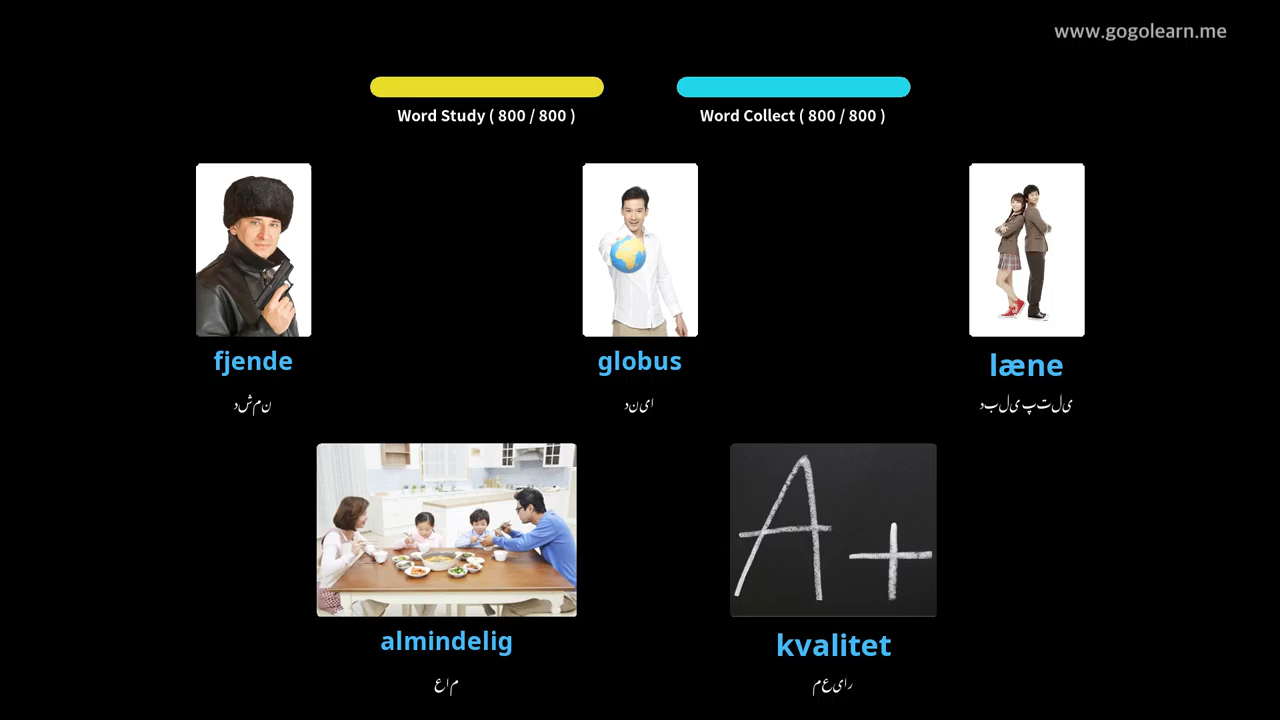 www.gogolearn.me
Word Study ( 800 / 800 )
Word Collect ( 800 / 800 )
fjende
دشمن
globus
دنیا
læne
دبلی پتلی
almindelig
عام
kvalitet
معیار